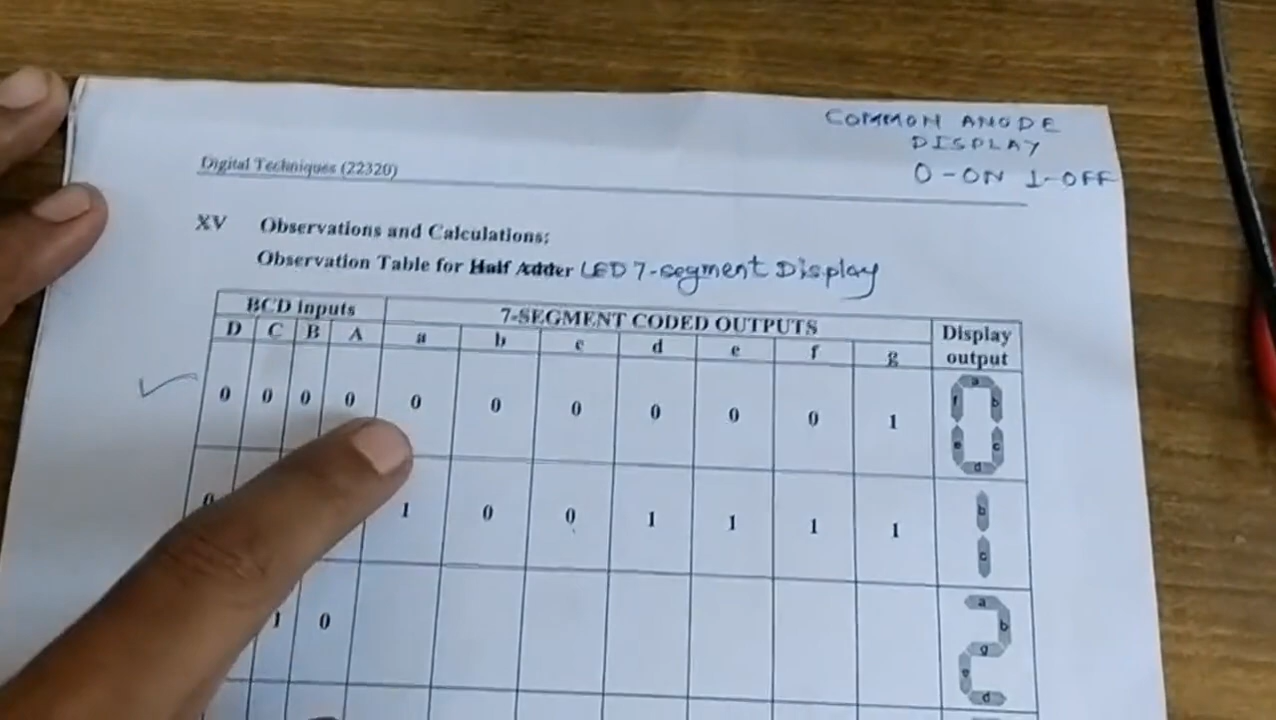 COMMON ANODE
DISPLAY
0-ON 1-OFF
Digital Techniques (22320)
XV Observations and Calculations;
Observation Table for Half Adder LED 7-segment Display
BCD inputs 7-SEGMENT CODED OUTPUTS Display output
D C B A a b c d e f g
0 0 0 0 0 0 0 0 0 0 1
a
f b
e c
d
0 1 0 0 1 1 1 1
b
c
1 0
a
b
g
e
d